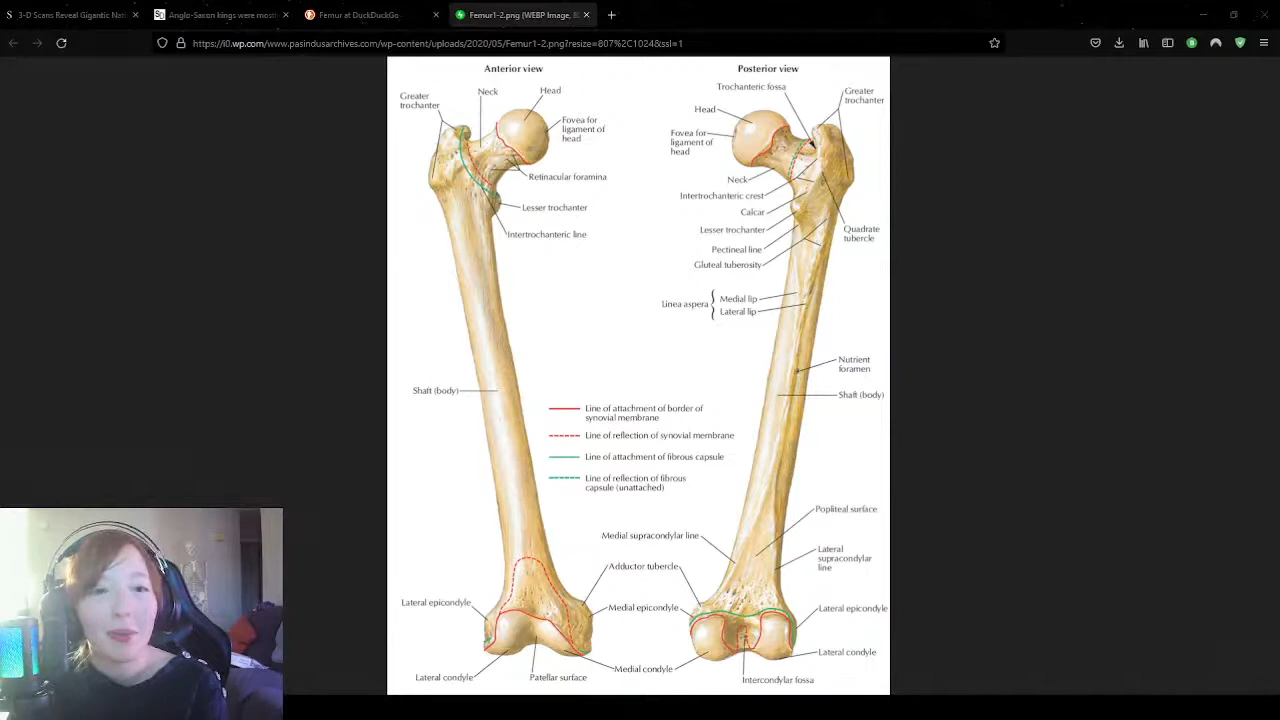 3-D Scans Reveal Gigantic Nati
Anglo-Saxon kings were mostl
Femur at DuckDuckGo
Femur1-2.png (WEBP Image, 80
https://i0.wp.com/www.pasindusarchives.com/wp-content/uploads/2020/05/Femur1-2.png?resize=807%2C1024&ssl=1
Anterior view
Greater
trochanter
Neck
Head
Fovea for
ligament of
head
Retinacular foramina
Lesser trochanter
Intertrochanteric line
Shaft (body)
Lateral epicondyle
Lateral condyle
Patellar surface
Line of attachment of border of
synovial membrane
Line of reflection of synovial membrane
Line of attachment of fibrous capsule
Line of reflection of fibrous
capsule (unattached)
Medial supracondylar line
Adductor tubercle
Medial epicondyle
Medial condyle
Posterior view
Trochanteric fossa
Greater
trochanter
Head
Fovea for
ligament of
head
Neck
Intertrochanteric crest
Calcar
Lesser trochanter
Pectineal line
Gluteal tuberosity
Quadrate
tubercle
Linea aspera
Medial lip
Lateral lip
Nutrient
foramen
Shaft (body)
Popliteal surface
Lateral
supracondylar
line
Lateral epicondyle
Lateral condyle
Intercondylar fossa